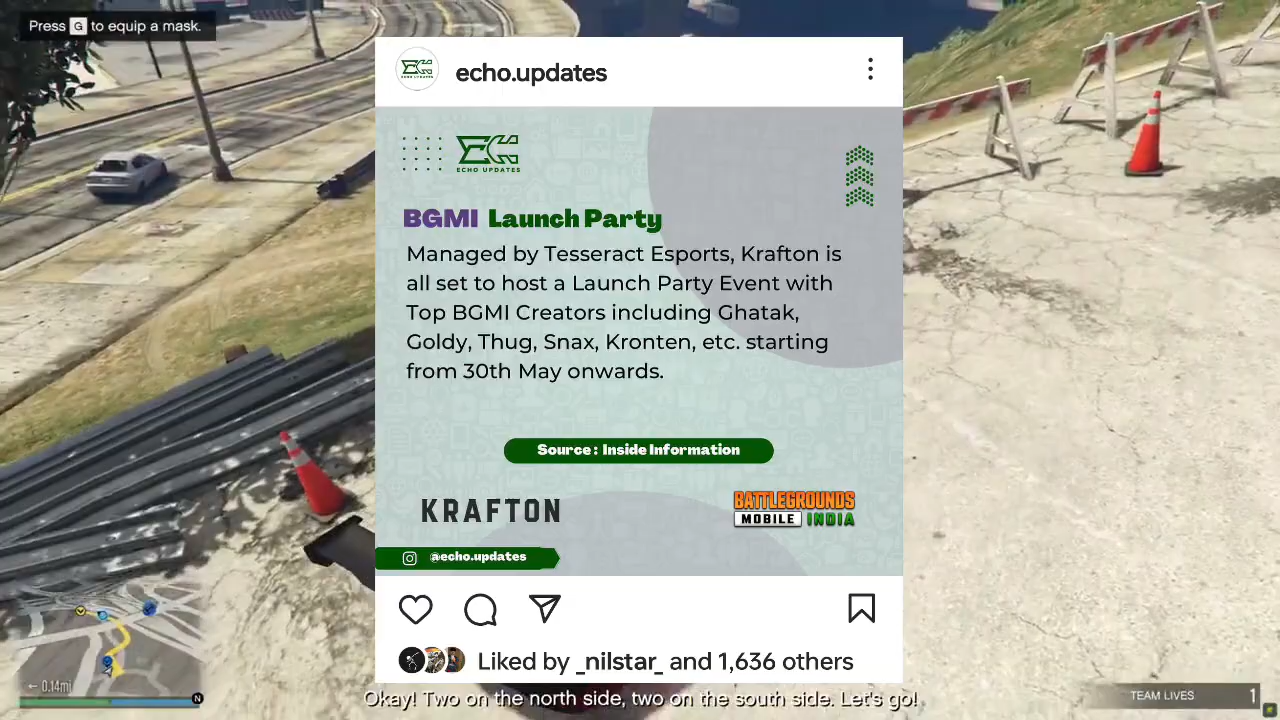 Press G to equip a mask.
echo.updates
ECHO UPDATES
BGMI Launch Party
Managed by Tesseract Esports, Krafton is
all set to host a Launch Party Event with
Top BGMI Creators including Ghatak,
Goldy, Thug, Snax, Kronten, etc. starting
from 30th May onwards.
Source : Inside Information
KRAFTON
BATTLEGROUNDS
MOBILE INDIA
@echo.updates
Liked by _nilstar_ and 1,636 others
← 0.14mi
N
Okay! Two on the north side, two on the south side. Let's go!
TEAM LIVES 1